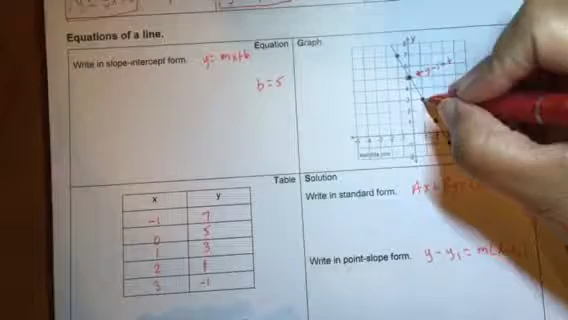 Equations of a line.
Equation
Write in slope-intercept form. y = mx+b
b = 5
Graph
y
Table
x y
-1 7
0 5
1 3
2 1
3 -1
Solution
Write in standard form. Ax + By =
Write in point-slope form. y - y₁ = m(